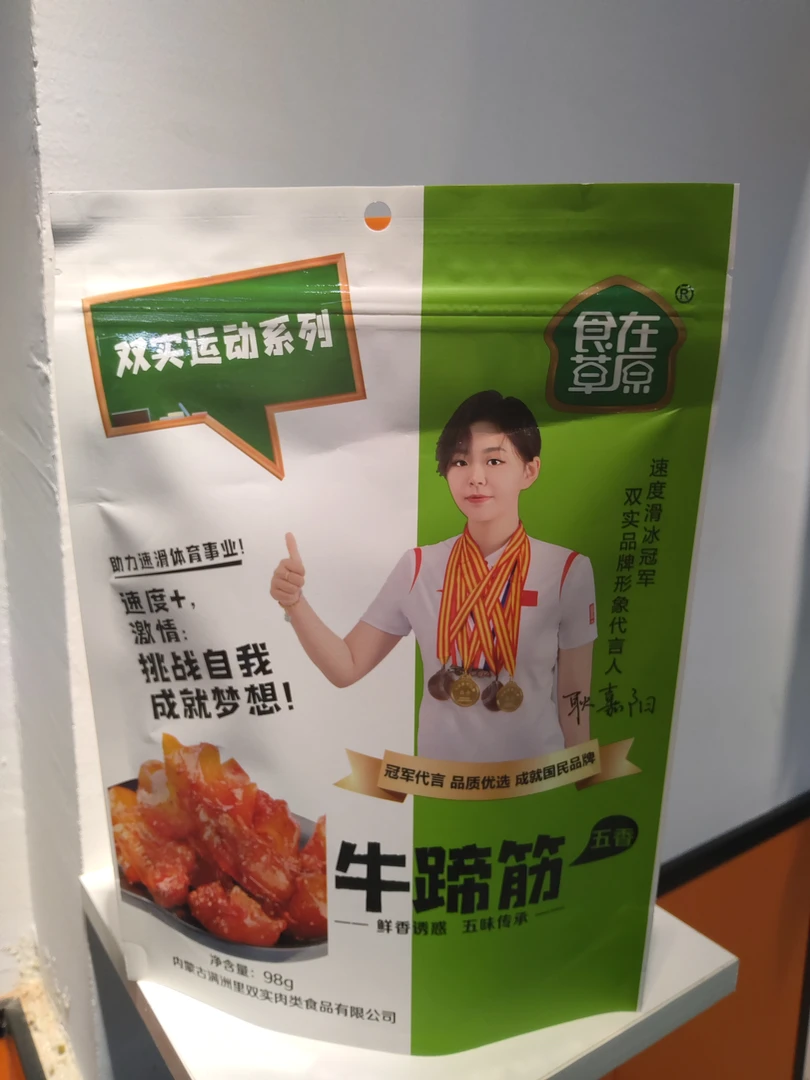 双实运动系列
食在
草原
®
速度滑冰冠军
双实品牌形象代言人
耿嘉阳
助力速滑体育事业!
速度+,
激情:
挑战自我
成就梦想!
冠军代言 品质优选 成就国民品牌
牛蹄筋
五香
鲜香诱惑 五味传承
净含量: 98g
内蒙古满洲里双实肉类食品有限公司